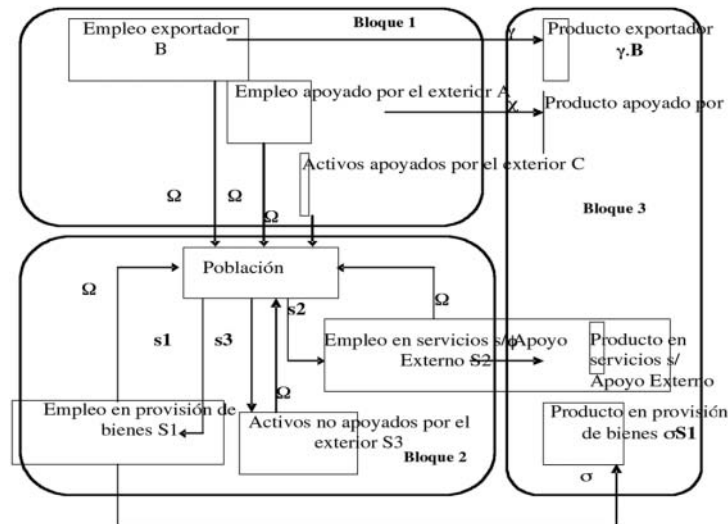 Bloque 1
Empleo exportador
B
γ
Producto exportador
γ.B
Empleo apoyado por el exterior A
χ
Producto apoyado por
Activos apoyados por el exterior C
Ω
Ω
Ω
Bloque 3
Población
Ω
Ω
s1
s3
s2
Empleo en servicios s/ Apoyo
Externo S2
ϕ
Producto en
servicios s/
Apoyo Externo
Ω
Empleo en provisión de
bienes S1
Activos no apoyados por el
exterior S3
Bloque 2
Producto en provisión
de bienes σS1
σ